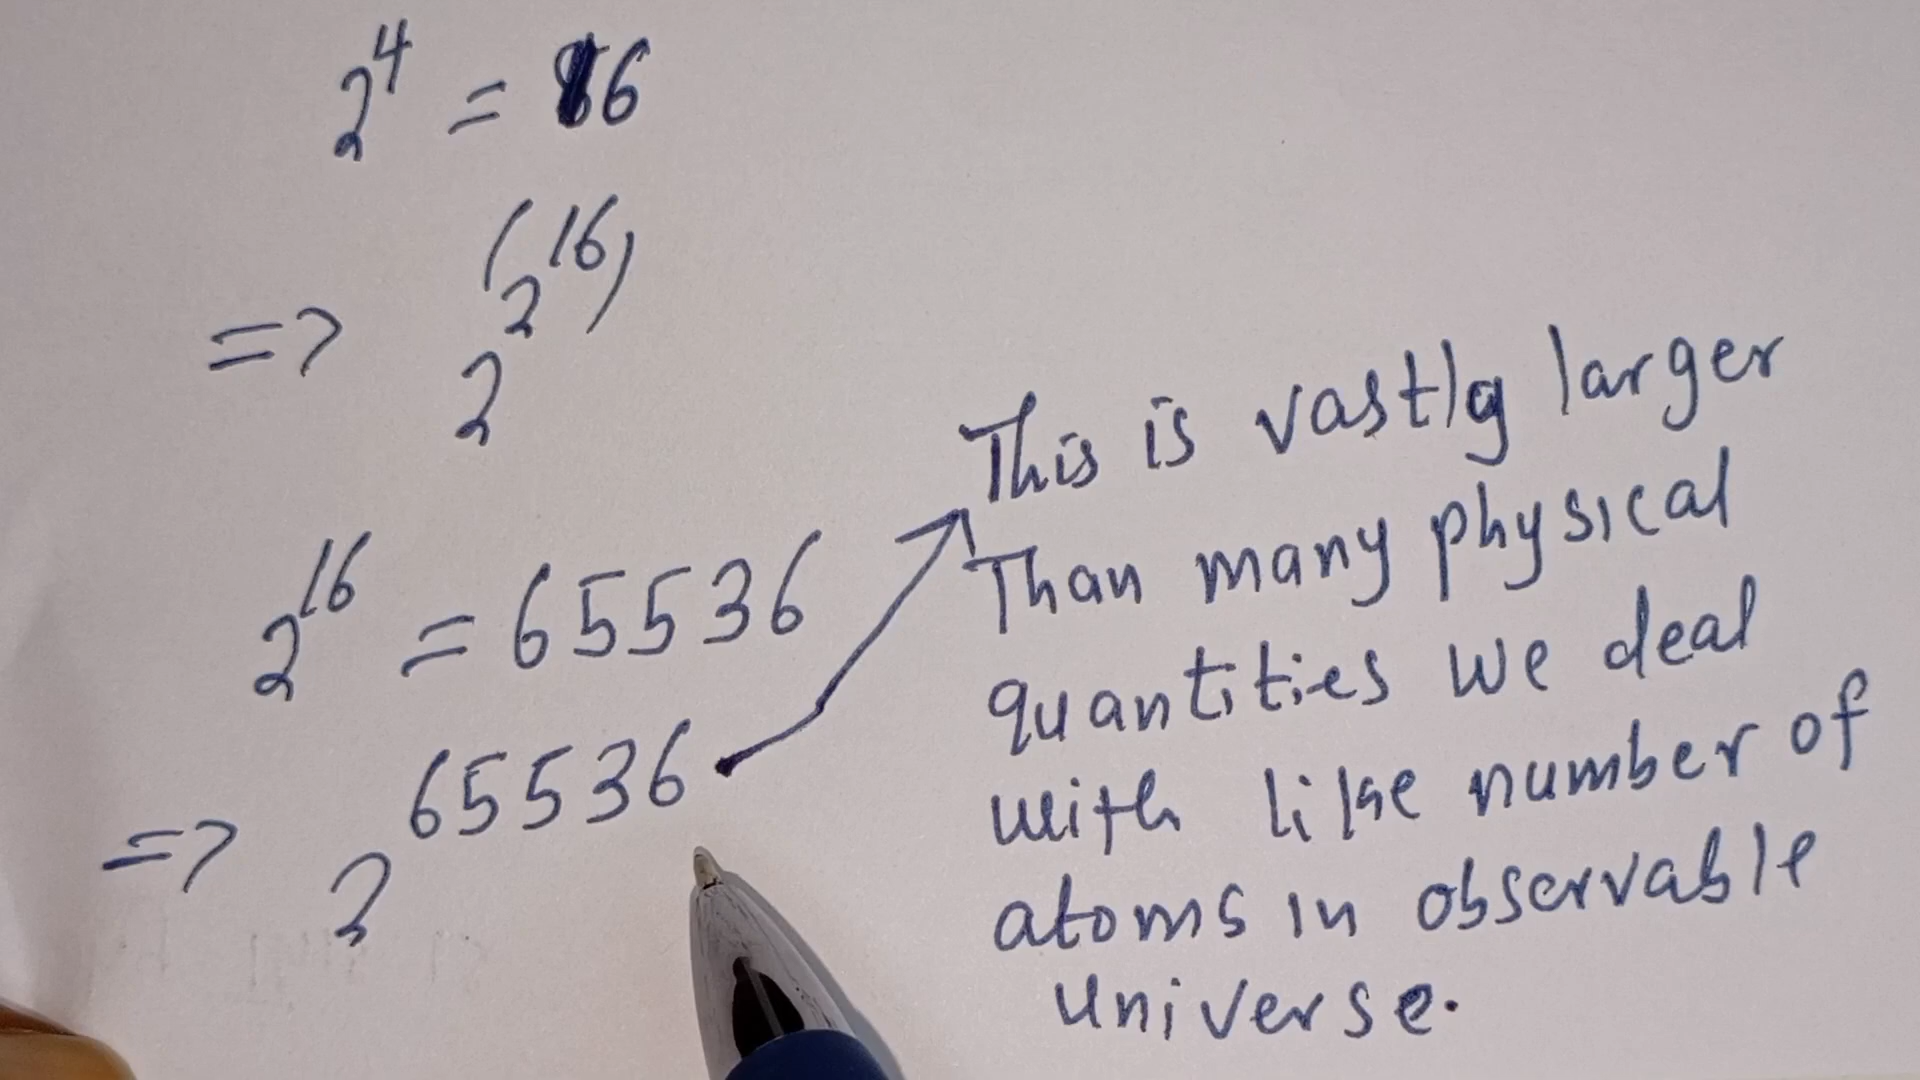 2^4 = 16
=> 2^(2^16)
2^16 = 65536
=> 2^65536
This is vastly larger
Than many physical
quantities we deal
with like number of
atoms in observable
universe.